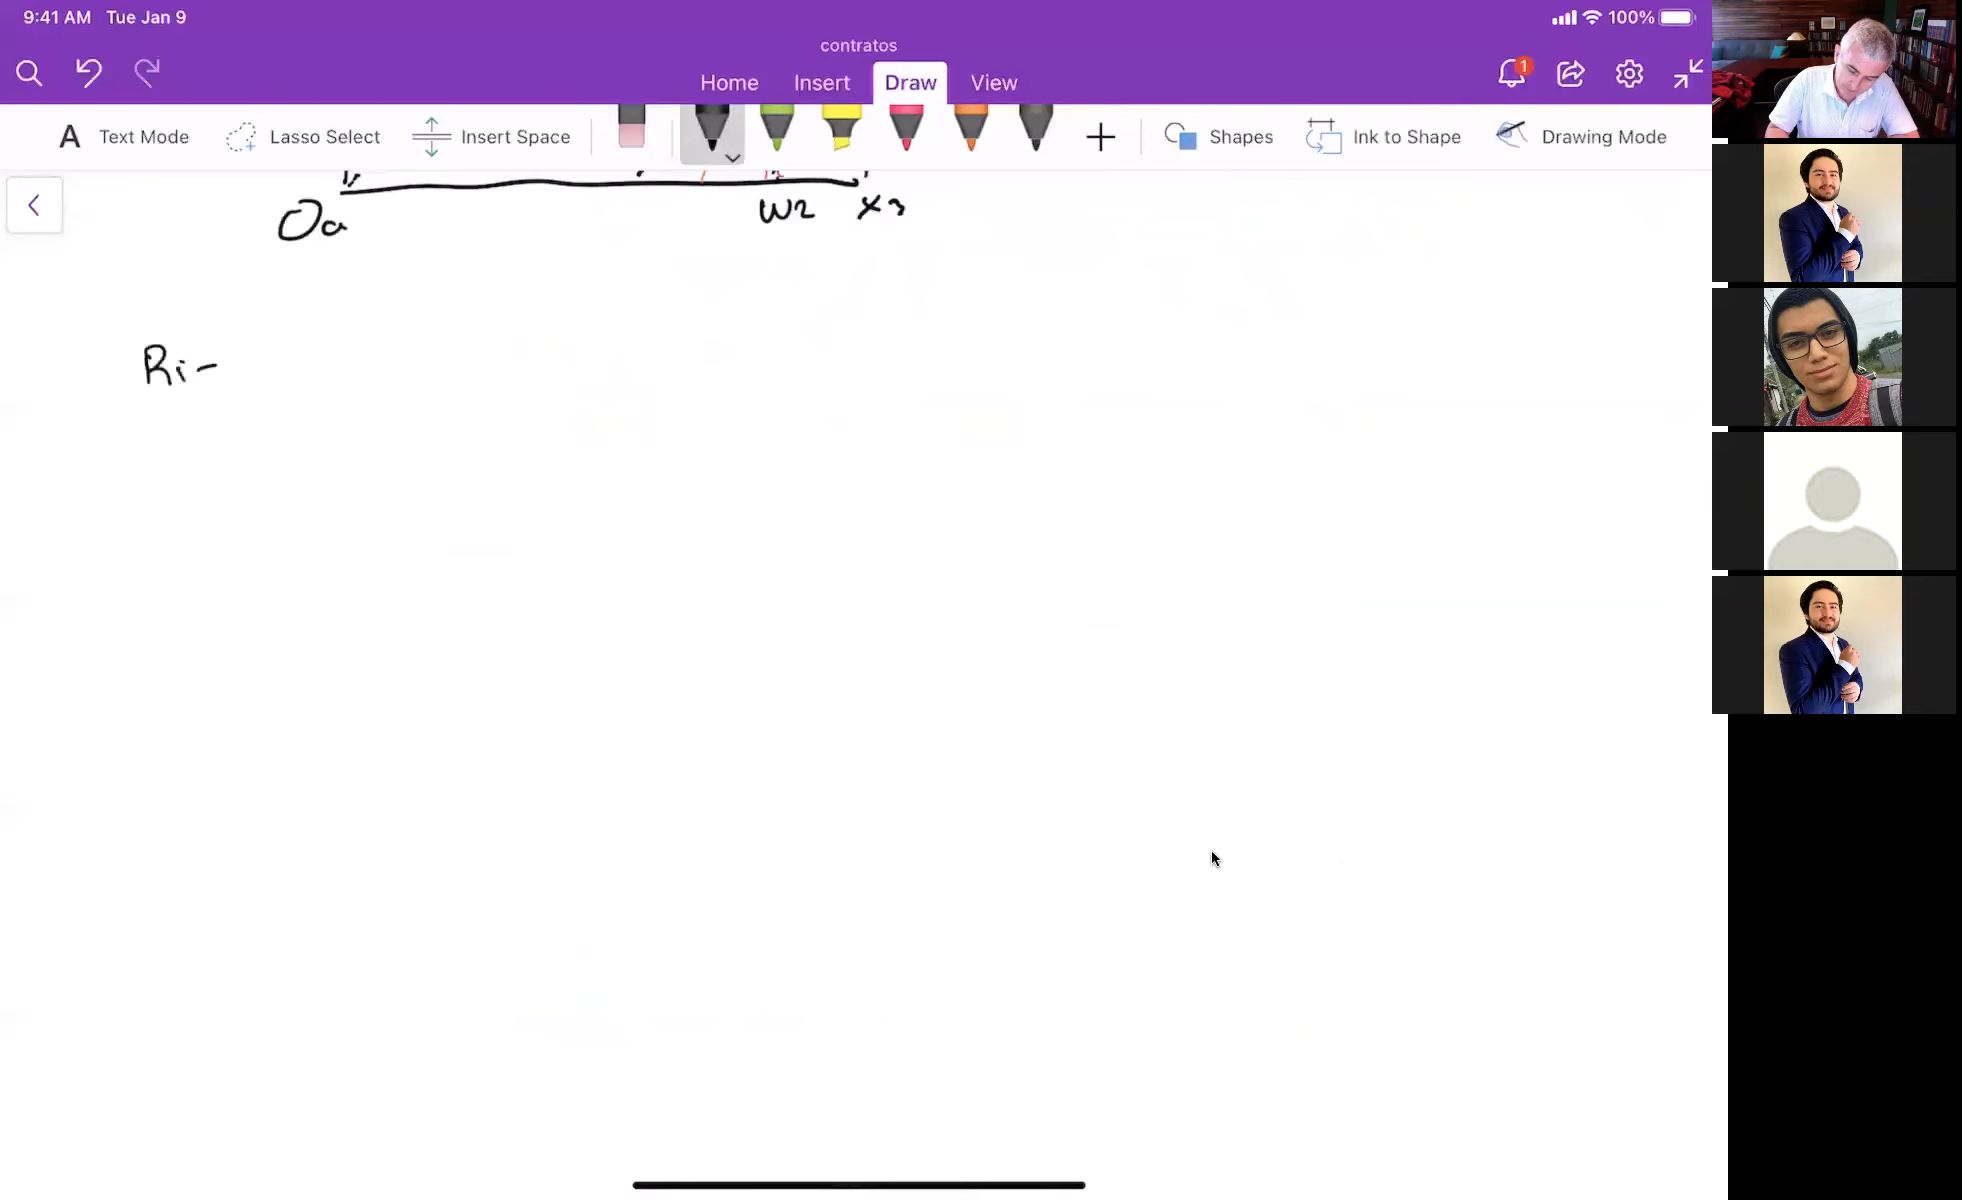 9:41 AM Tue Jan 9 100%
contratos
Home Insert Draw View 1
A Text Mode Lasso Select Insert Space Shapes Ink to Shape Drawing Mode
Oa W2 X3
Ri-